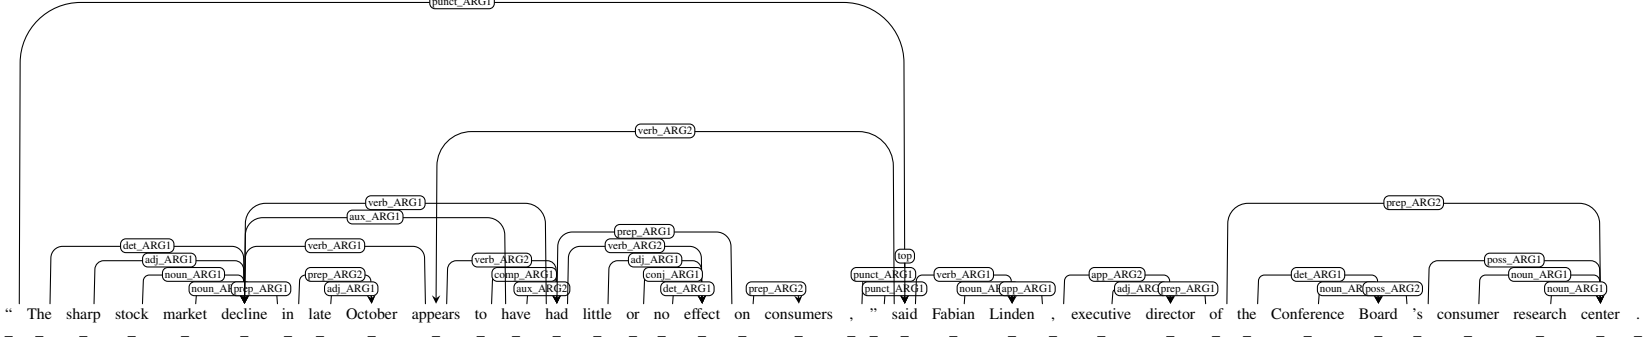 punct_ARG1
verb_ARG2
verb_ARG1 prep_ARG2
aux_ARG1
prep_ARG1
det_ARG1 verb_ARG1 verb_ARG2
top
adj_ARG1 verb_ARG2 adj_ARG1 poss_ARG1
noun_ARG1 prep_ARG2 comp_ARG1 conj_ARG1 punct_ARG1 verb_ARG1 app_ARG2 det_ARG1 noun_ARG1
prep_ARG1 adj_ARG1 aux_ARG2 det_ARG1 prep_ARG2 punct_ARG1 app_ARG1 prep_ARG1 poss_ARG2 noun_ARG1
“ The sharp stock market decline in late October appears to have had little or no effect on consumers , ” said Fabian Linden , executive director of the Conference Board 's consumer research center .